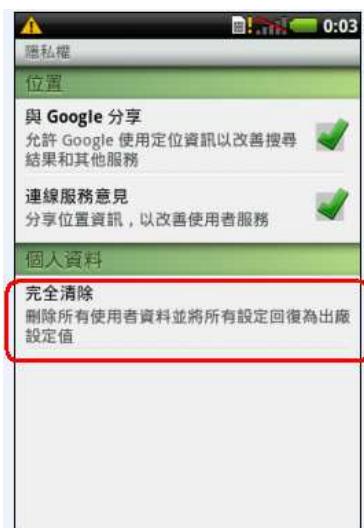 0:03
隱私權
位置
與 Google 分享
允許 Google 使用定位資訊以改善搜尋
結果和其他服務
連線服務意見
分享位置資訊，以改善使用者服務
個人資料
完全清除
刪除所有使用者資料並將所有設定回復為出廠
設定值